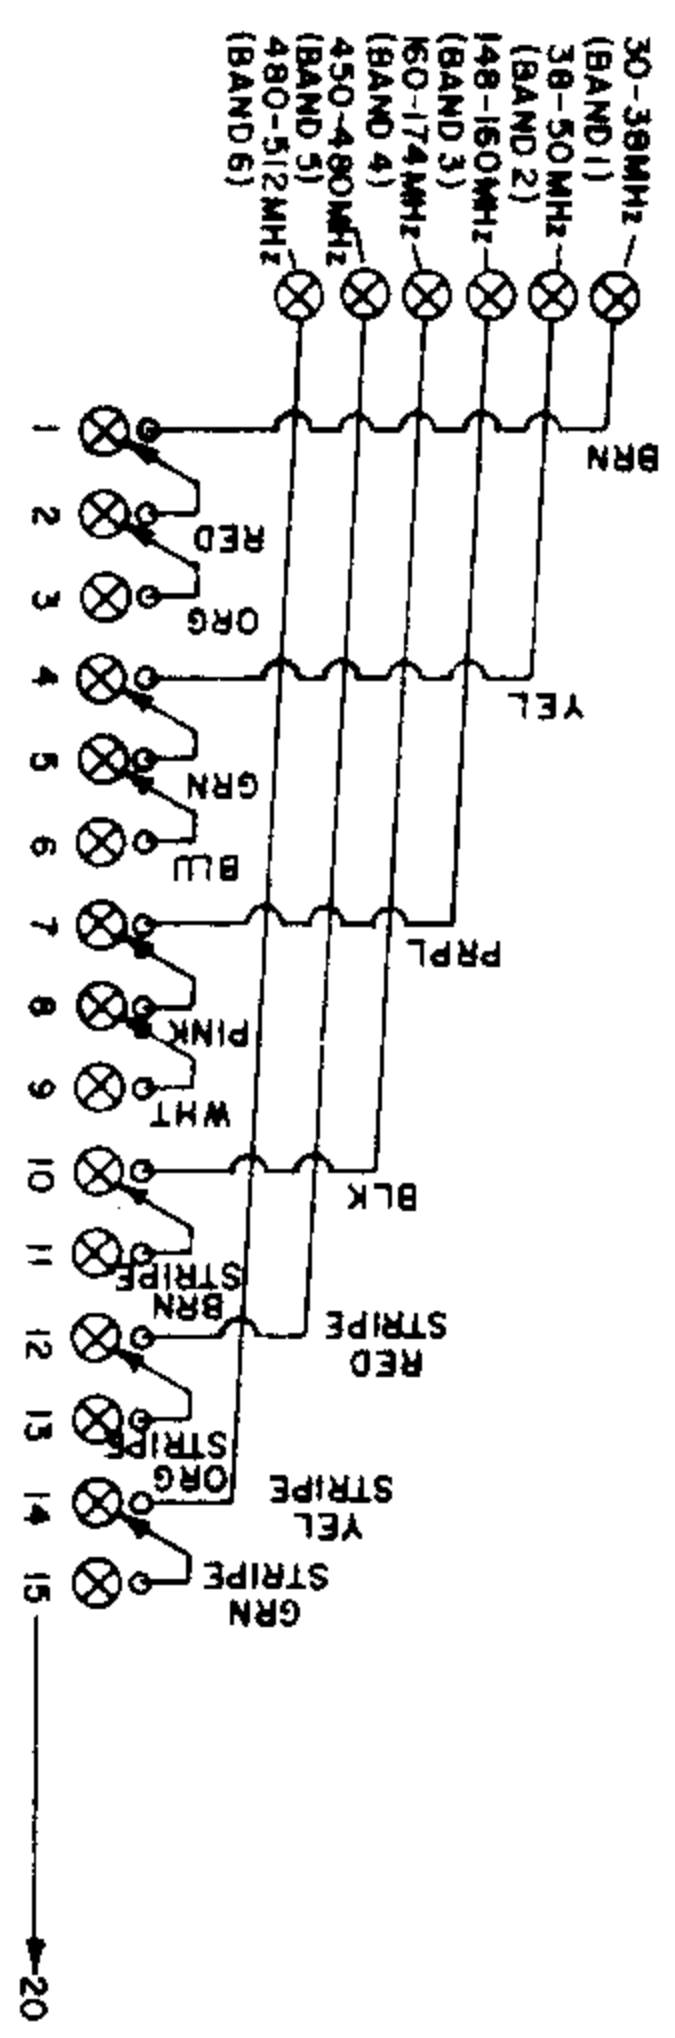 30-38MHz
(BAND 1)
38-50MHz
(BAND 2)
148-160MHz
(BAND 3)
160-174MHz
(BAND 4)
450-480MHz
(BAND 5)
480-512MHz
(BAND 6)
1
BRN
2
RED
3
ORG
4
YEL
5
GRN
6
BLU
7
PRPL
8
PINK
9
WHT
10
BLK
11
BRN
STRIPE
12
RED
STRIPE
13
ORG
STRIPE
14
YEL
STRIPE
15
GRN
STRIPE
20